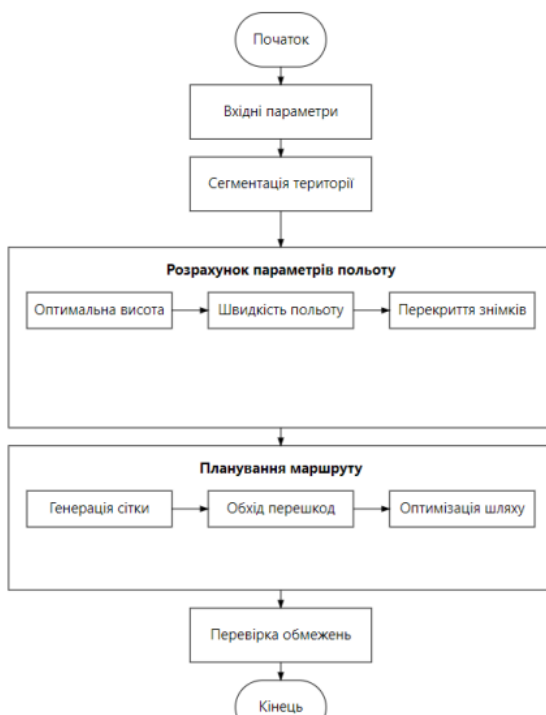 Початок
Вхідні параметри
Сегментація території
Розрахунок параметрів польоту
Оптимальна висота
Швидкість польоту
Перекриття знімків
Планування маршруту
Генерація сітки
Обхід перешкод
Оптимізація шляху
Перевірка обмежень
Кінець